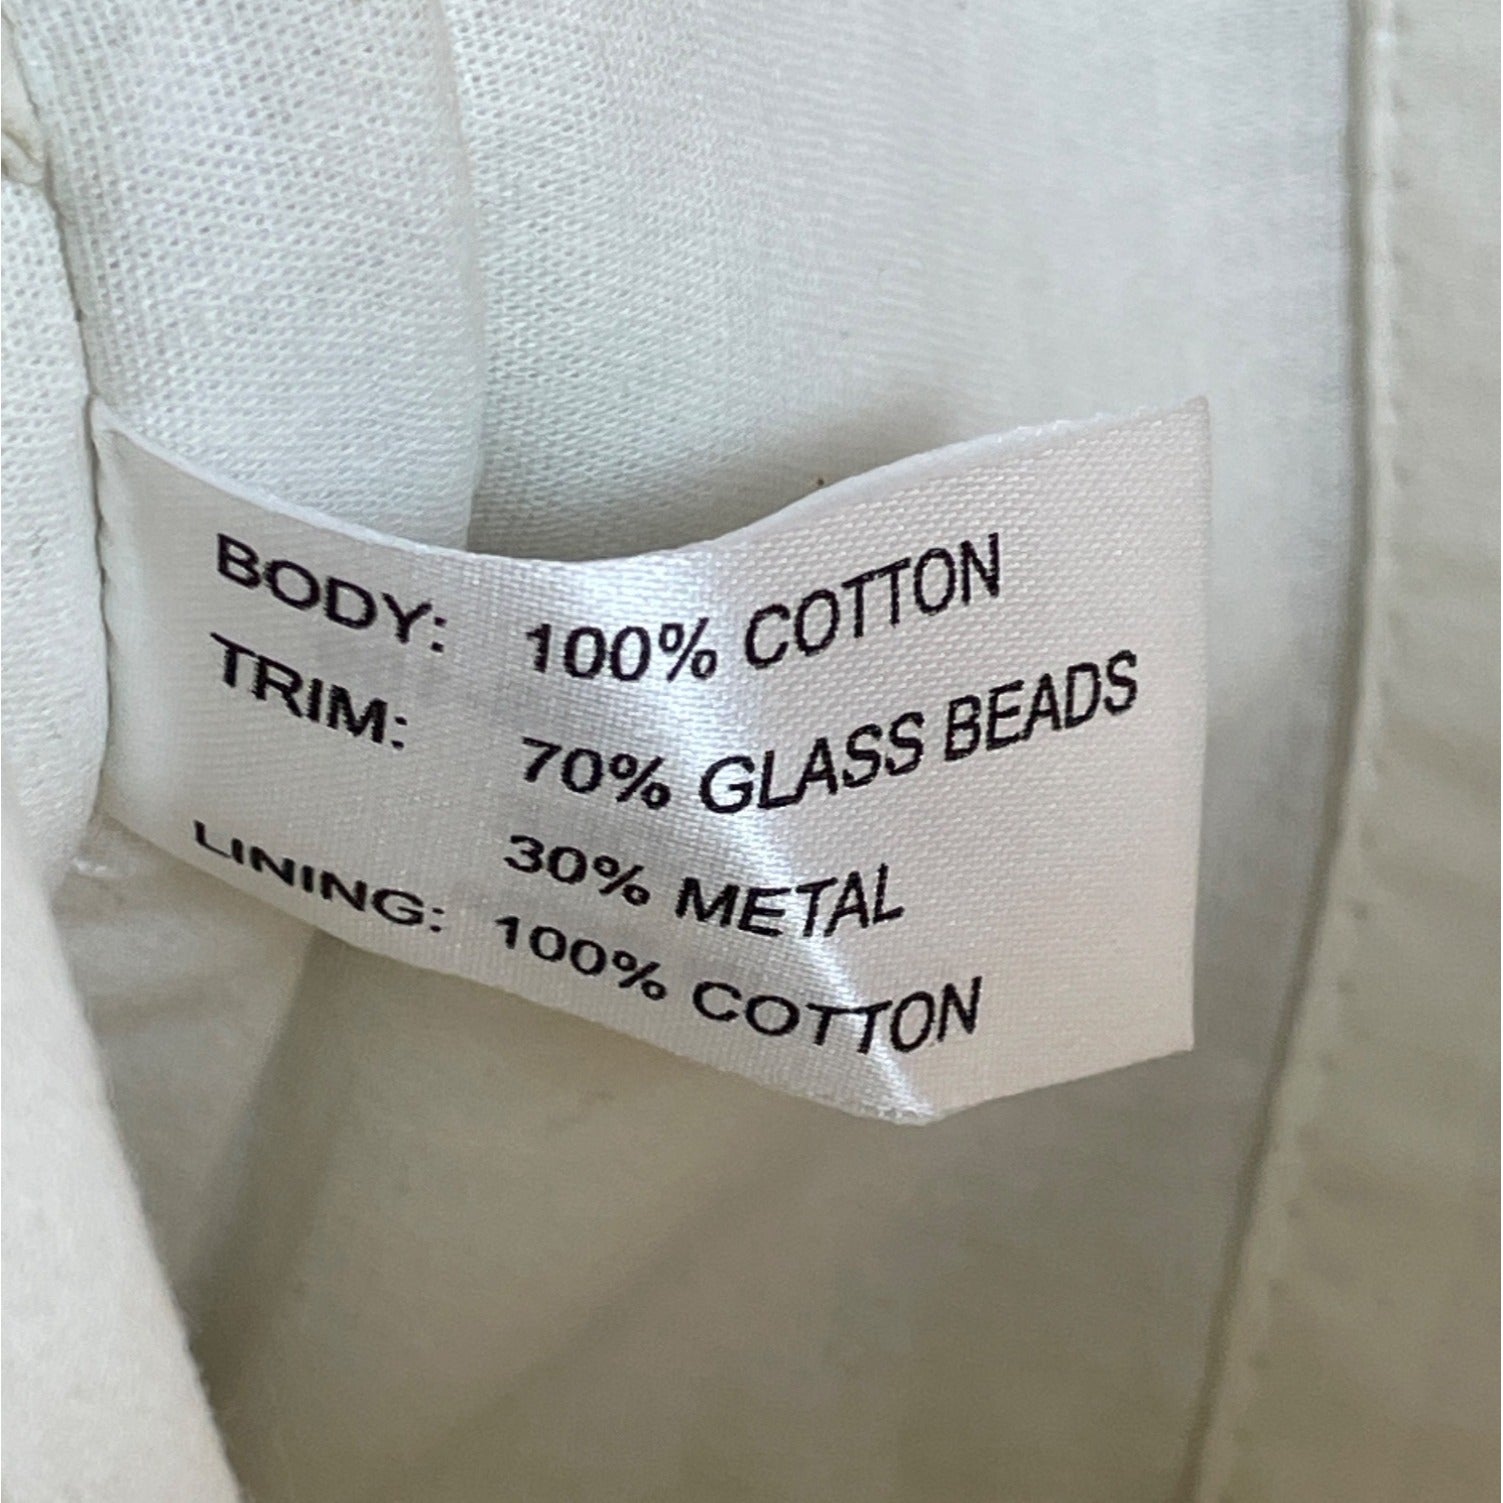 BODY: 100% COTTON
TRIM: 70% GLASS BEADS
30% METAL
LINING: 100% COTTON